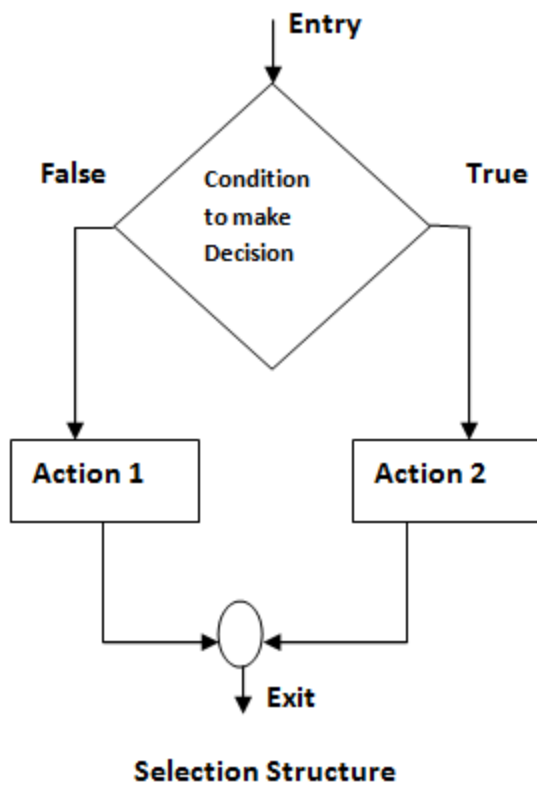 Entry
False
True
Condition
to make
Decision
Action 1
Action 2
Exit
Selection Structure